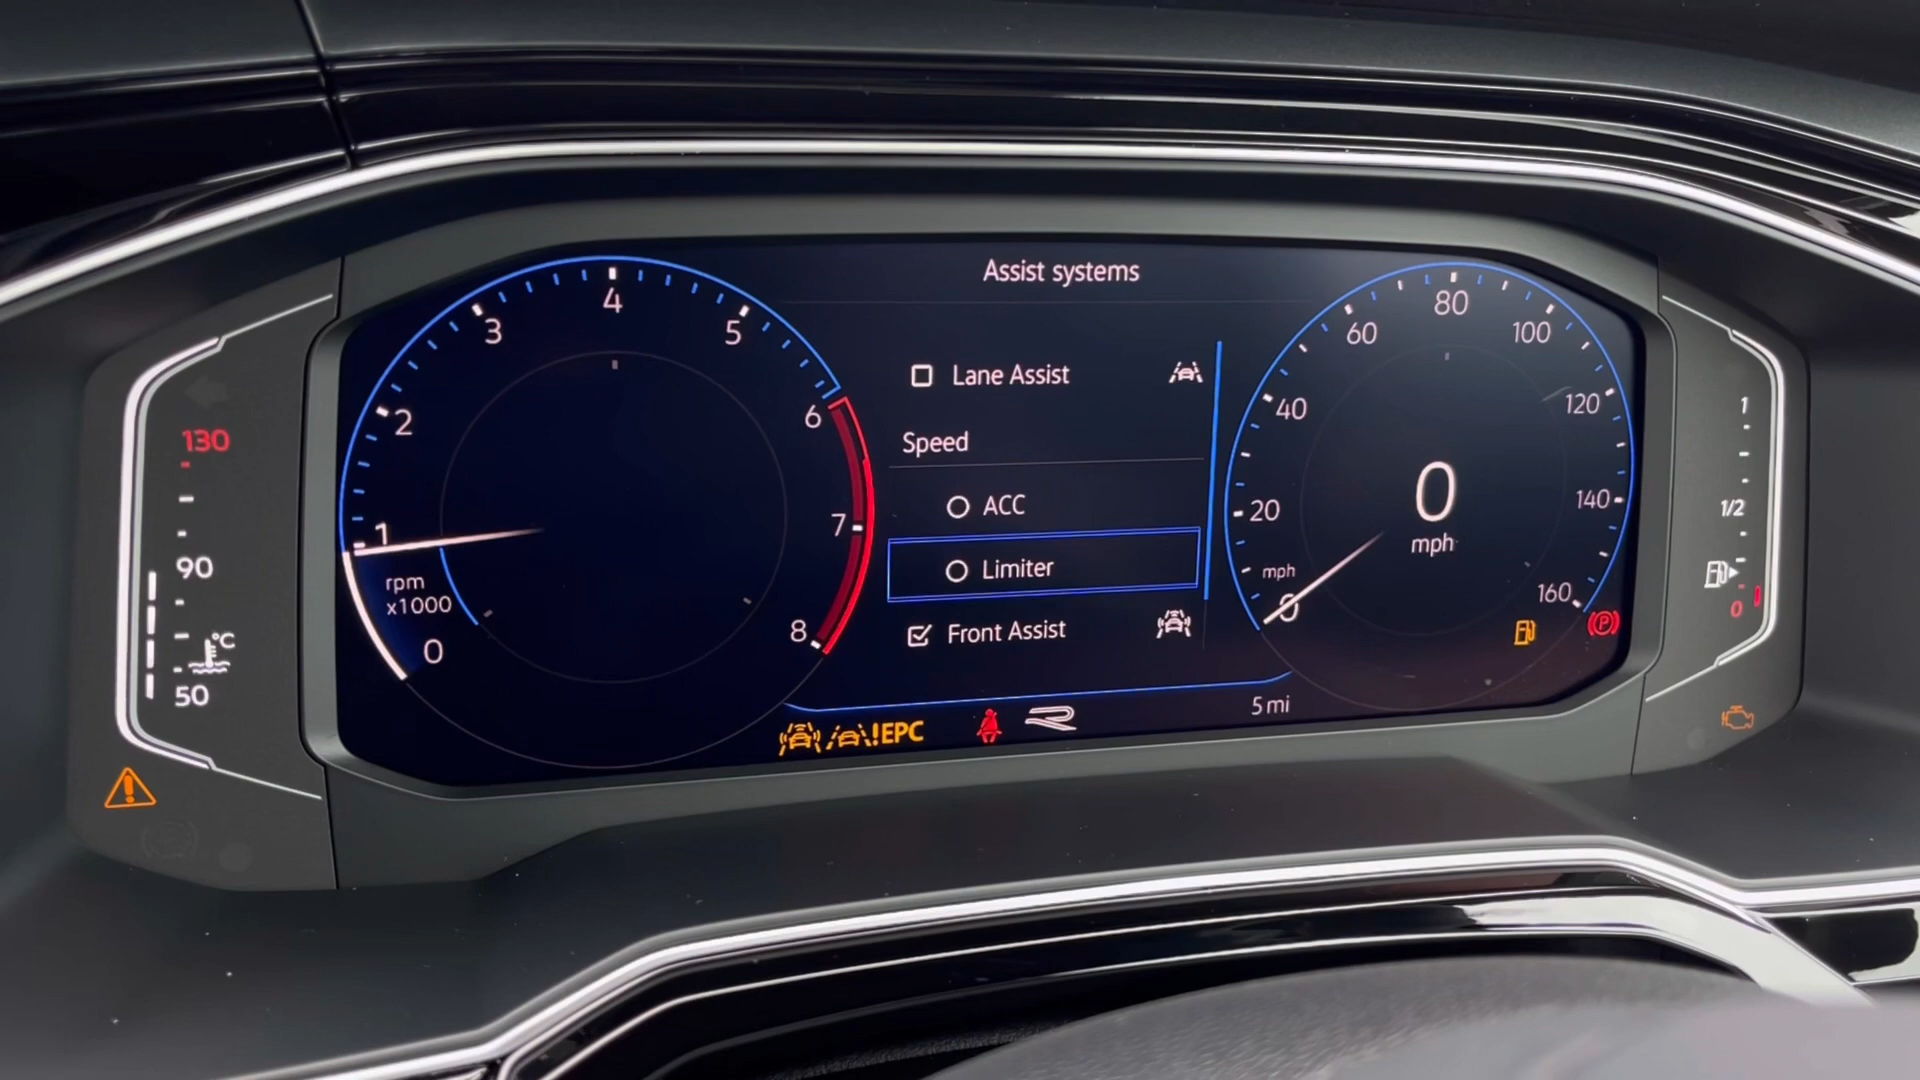 Assist systems
Lane Assist
Speed
ACC
Limiter
Front Assist
5 mi
! EPC
0
1
2
3
4
5
6
7
8
rpm
x1000
0
20
40
60
80
100
120
140
160
mph
0
mph
130
90
°C
50
1
1/2
0
P